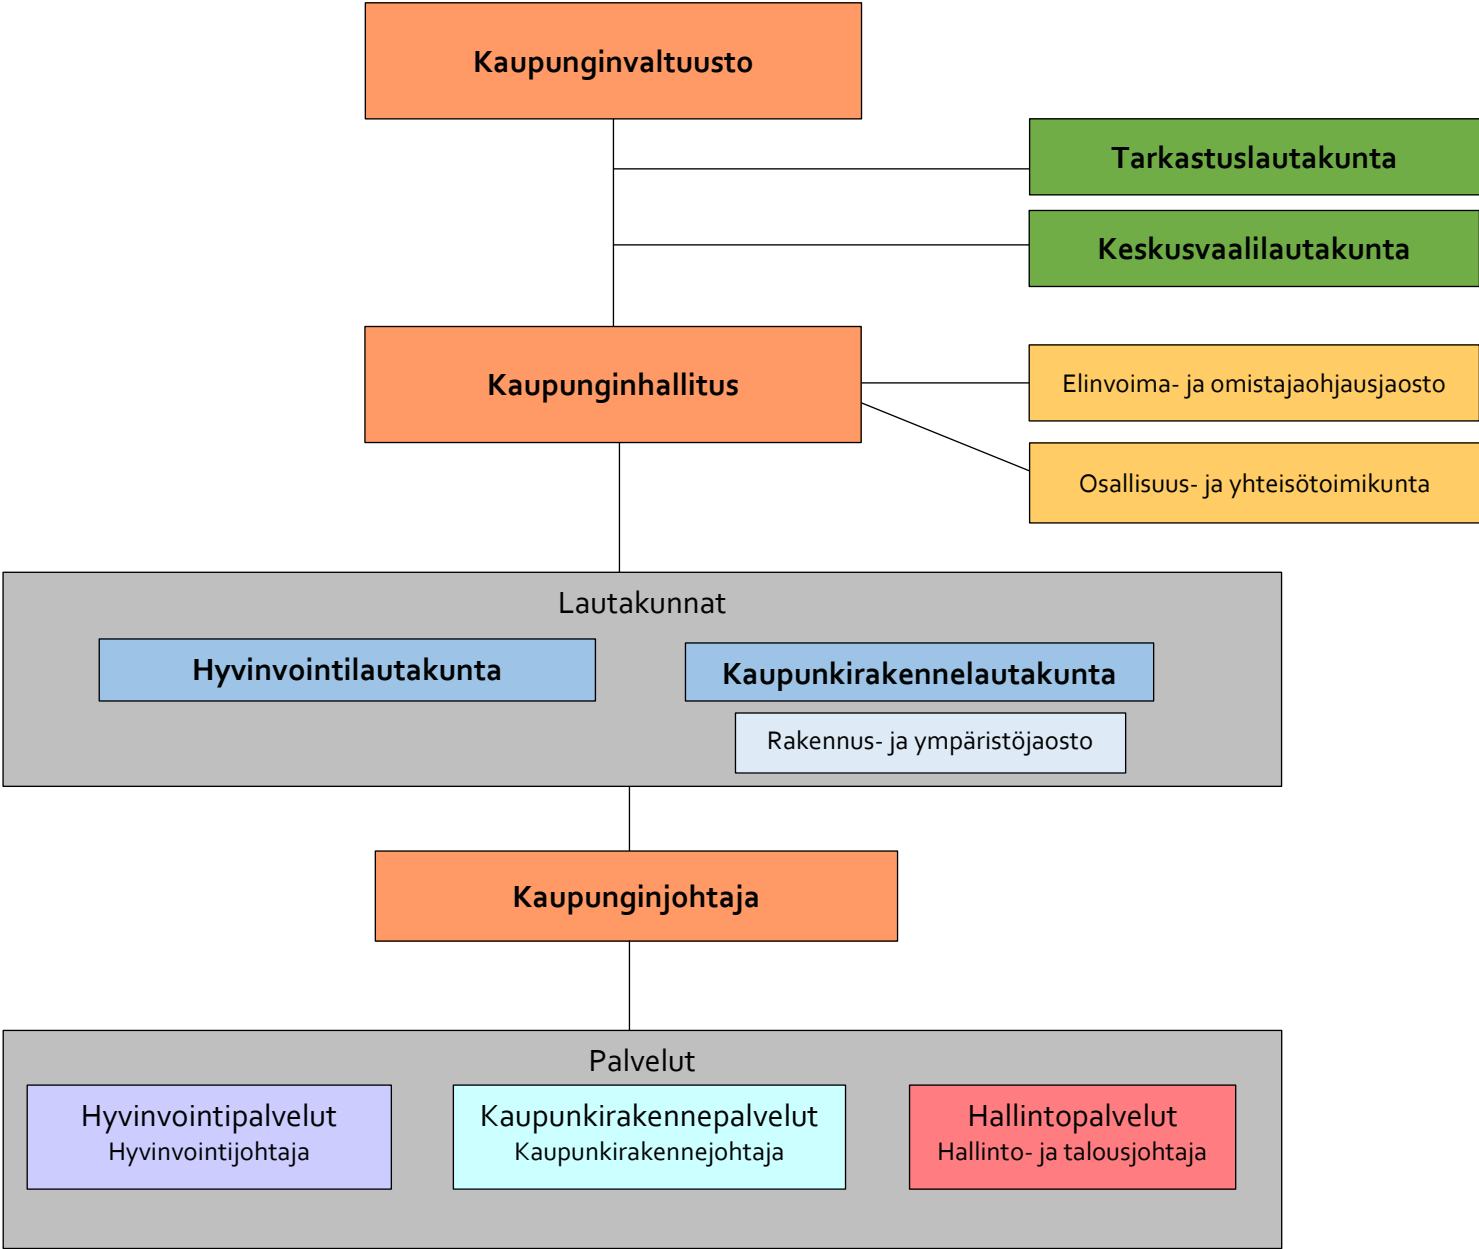 Kaupunginvaltuusto
Tarkastuslautakunta
Keskusvaalilautakunta
Kaupunginhallitus
Elinvoima- ja omistajaohjausjaosto
Osallisuus- ja yhteisötoimikunta
Lautakunnat
Hyvinvointilautakunta
Kaupunkirakennelautakunta
Rakennus- ja ympäristöjaosto
Kaupunginjohtaja
Palvelut
Hyvinvointipalvelut
Hyvinvointijohtaja
Kaupunkirakennepalvelut
Kaupunkirakennejohtaja
Hallintopalvelut
Hallinto- ja talousjohtaja